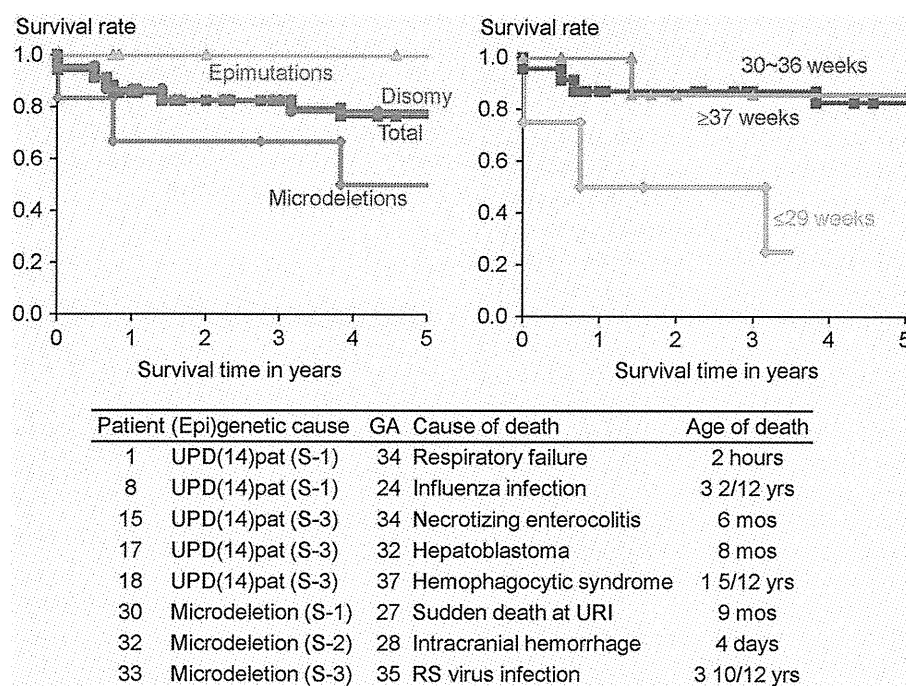 Survival rate
1.0
0.8
0.6
0.4
0.2
0.0
Epimutations
Disomy
Total
Microdeletions
0 1 2 3 4 5
Survival time in years
Survival rate
1.0
0.8
0.6
0.4
0.2
0.0
30~36 weeks
≥37 weeks
≤29 weeks
0 1 2 3 4 5
Survival time in years
Patient (Epi)genetic cause GA Cause of death Age of death
1 UPD(14)pat (S-1) 34 Respiratory failure 2 hours
8 UPD(14)pat (S-1) 24 Influenza infection 3 2/12 yrs
15 UPD(14)pat (S-3) 34 Necrotizing enterocolitis 6 mos
17 UPD(14)pat (S-3) 32 Hepatoblastoma 8 mos
18 UPD(14)pat (S-3) 37 Hemophagocytic syndrome 1 5/12 yrs
30 Microdeletion (S-1) 27 Sudden death at URI 9 mos
32 Microdeletion (S-2) 28 Intracranial hemorrhage 4 days
33 Microdeletion (S-3) 35 RS virus infection 3 10/12 yrs